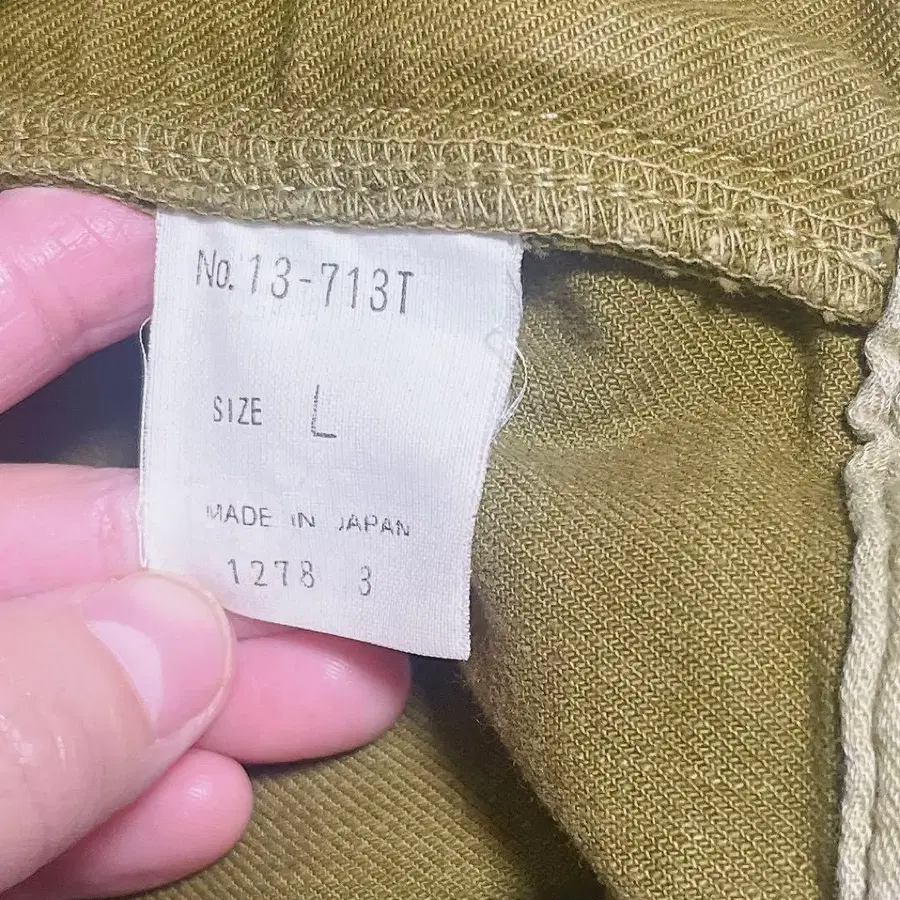 No. 13-713T
SIZE L
MADE IN JAPAN
1278 3